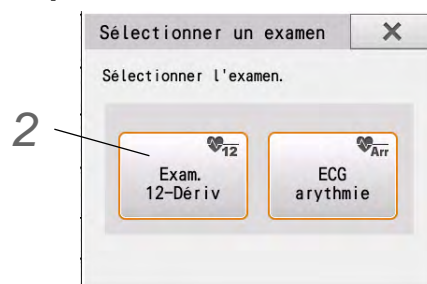 Sélectionner un examen
Sélectionner l'examen.
2
12
Exam.
12-Dériv
Arr
ECG
arythmie